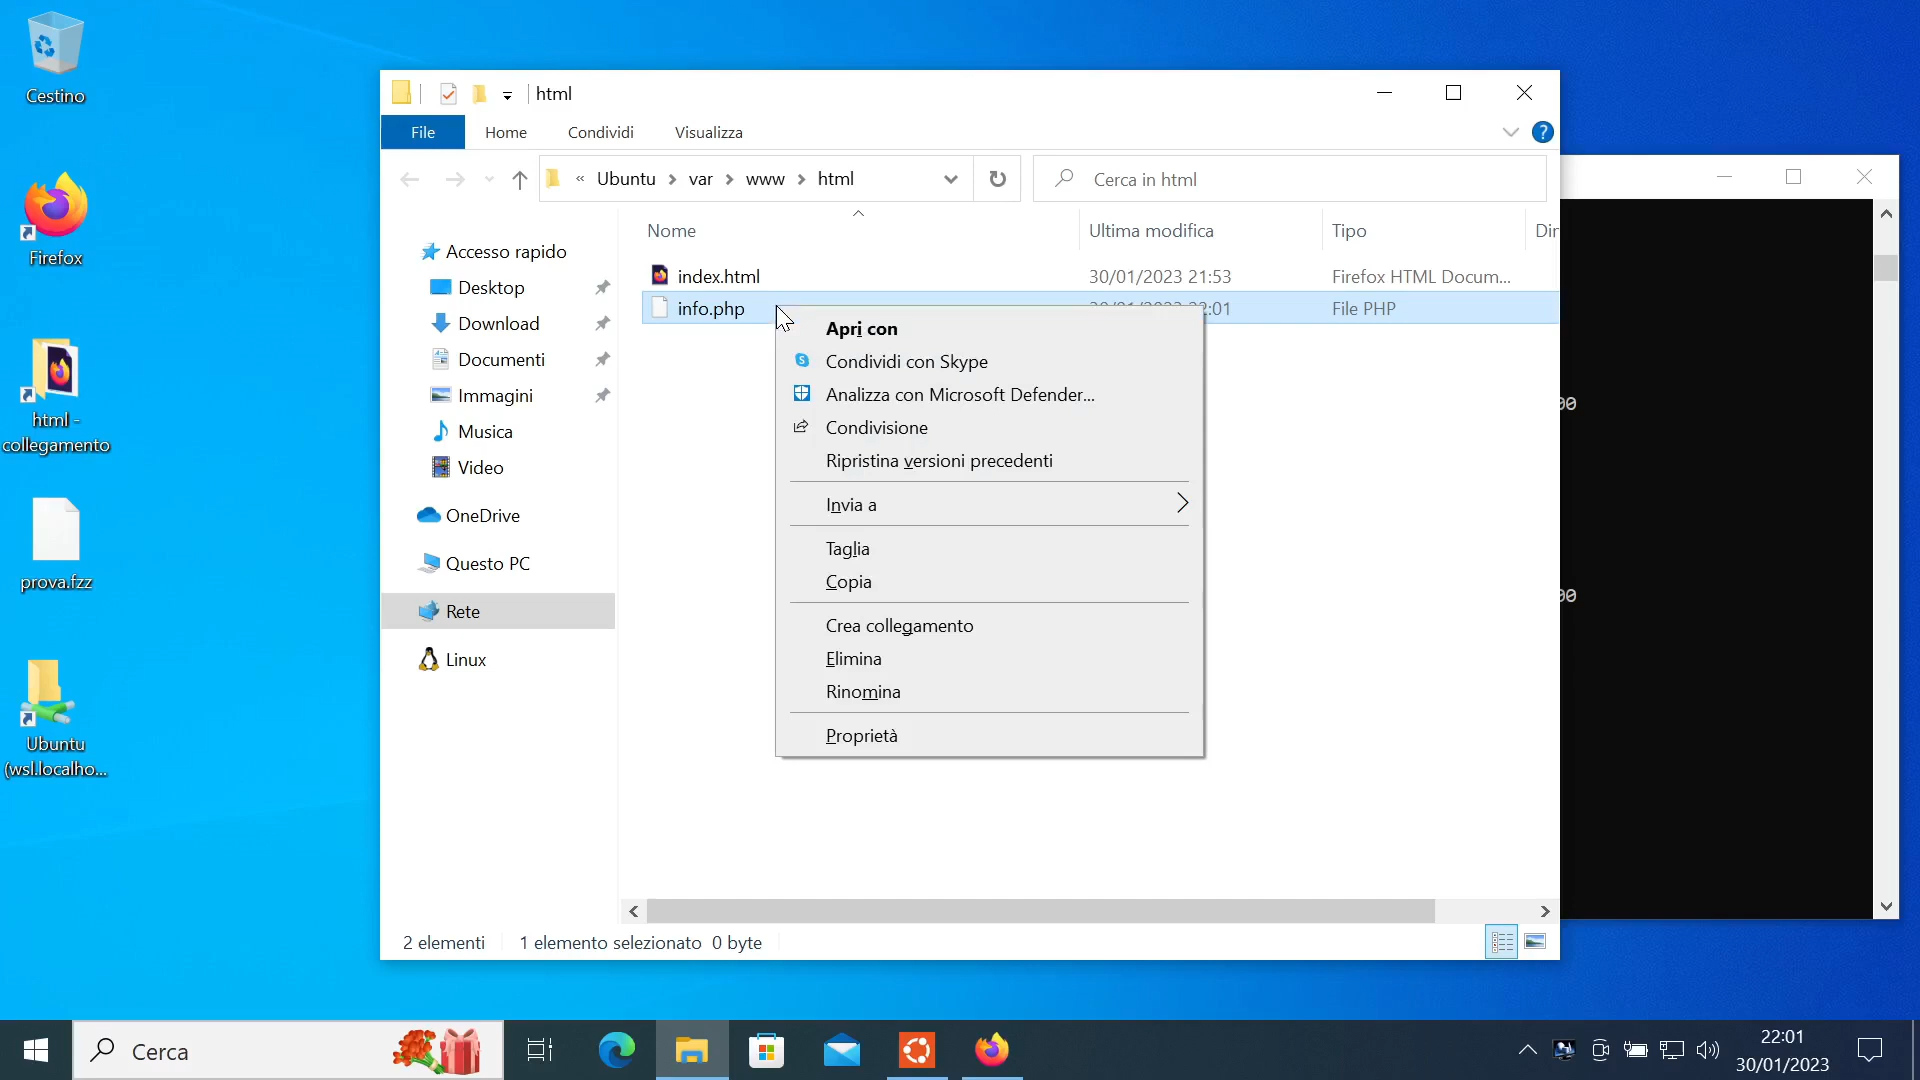 Cestino
Firefox
html -
collegamento
prova.fzz
Ubuntu
(wsl.localho...
html
File
Home
Condividi
Visualizza
?
« Ubuntu > var > www > html
Cerca in html
Nome
Ultima modifica
Tipo
Dir
index.html
30/01/2023 21:53
Firefox HTML Docum...
info.php
:01
File PHP
Accesso rapido
Desktop
Download
Documenti
Immagini
Musica
Video
OneDrive
Questo PC
Rete
Linux
Apri con
Condividi con Skype
Analizza con Microsoft Defender...
Condivisione
Ripristina versioni precedenti
Invia a
Taglia
Copia
Crea collegamento
Elimina
Rinomina
Proprietà
00
00
2 elementi
1 elemento selezionato 0 byte
Cerca
22:01
30/01/2023